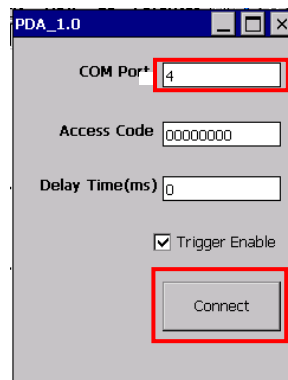 PDA_1.0
COM Port 4
Access Code 00000000
Delay Time(ms) 0
Trigger Enable
Connect